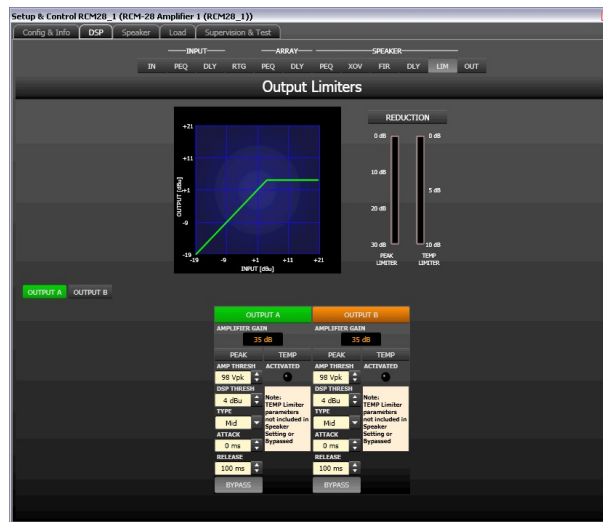 Setup & Control RCM28_1 (RCM-28 Amplifier 1 (RCM28_1))
Config & Info DSP Speaker Load Supervision & Test
INPUT ARRAY SPEAKER
IN PEQ DLY RTG PEQ DLY PEQ XOV FIR DLY LIM OUT
Output Limiters
REDUCTION
+21
+11
+1
-9
-19
OUTPUT [dBu]
-19 -9 +1 +11 +21
INPUT [dBu]
0 dB 0 dB
10 dB
5 dB
20 dB
30 dB 10 dB
PEAK LIMITER TEMP LIMITER
OUTPUT A OUTPUT B
OUTPUT A OUTPUT B
AMPLIFIER GAIN AMPLIFIER GAIN
35 dB 35 dB
PEAK TEMP PEAK TEMP
AMP THRESH ACTIVATED AMP THRESH ACTIVATED
98 Vpk 98 Vpk
DSP THRESH DSP THRESH
4 dBu 4 dBu
TYPE TYPE
Mid Mid
ATTACK ATTACK
0 ms 0 ms
RELEASE RELEASE
100 ms 100 ms
BYPASS BYPASS
Note:
TEMP Limiter
parameters
not included in
Speaker
Setting or
Bypassed
Note:
TEMP Limiter
parameters
not included in
Speaker
Setting or
Bypassed